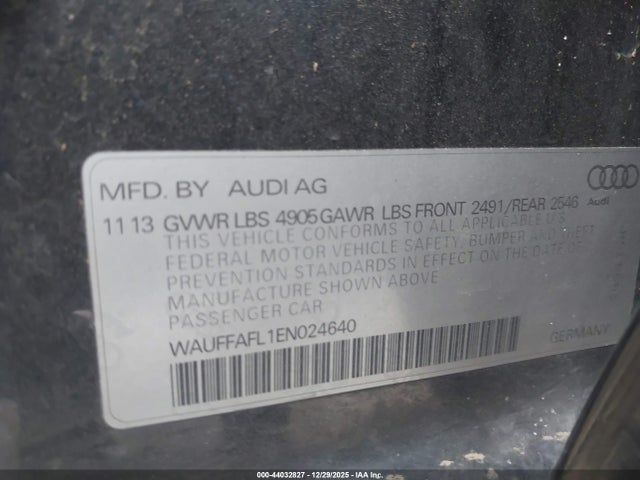 MFD. BY AUDI AG
11 13 GVWR LBS 4905 GAWR LBS FRONT 2491/REAR 2546
Audi
THIS VEHICLE CONFORMS TO ALL APPLICABLE U.S.
FEDERAL MOTOR VEHICLE SAFETY, BUMPER AND THEFT
PREVENTION STANDARDS IN EFFECT ON THE DATE OF
MANUFACTURE SHOWN ABOVE
PASSENGER CAR
WAUFFAFL1EN024640
GERMANY
000-44032827 • 12/29/2025 • IAA Inc.